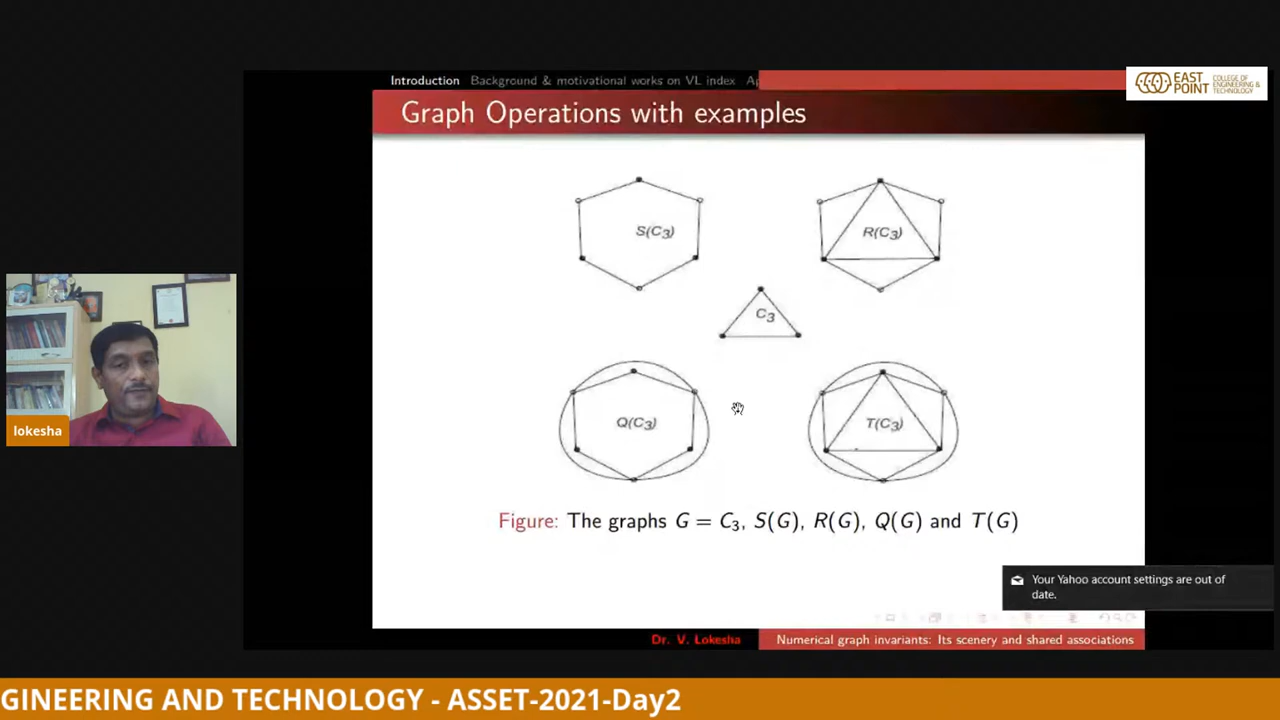 Introduction Background & motivational works on VL index Ap
EAST POINT
COLLEGE OF ENGINEERING & TECHNOLOGY
Graph Operations with examples
S(C3)
R(C3)
C3
Q(C3)
T(C3)
lokesha
Figure: The graphs G = C3, S(G), R(G), Q(G) and T(G)
Your Yahoo account settings are out of
date.
Dr. V. Lokesha
Numerical graph invariants: Its scenery and shared associations
GINEERING AND TECHNOLOGY - ASSET-2021-Day2